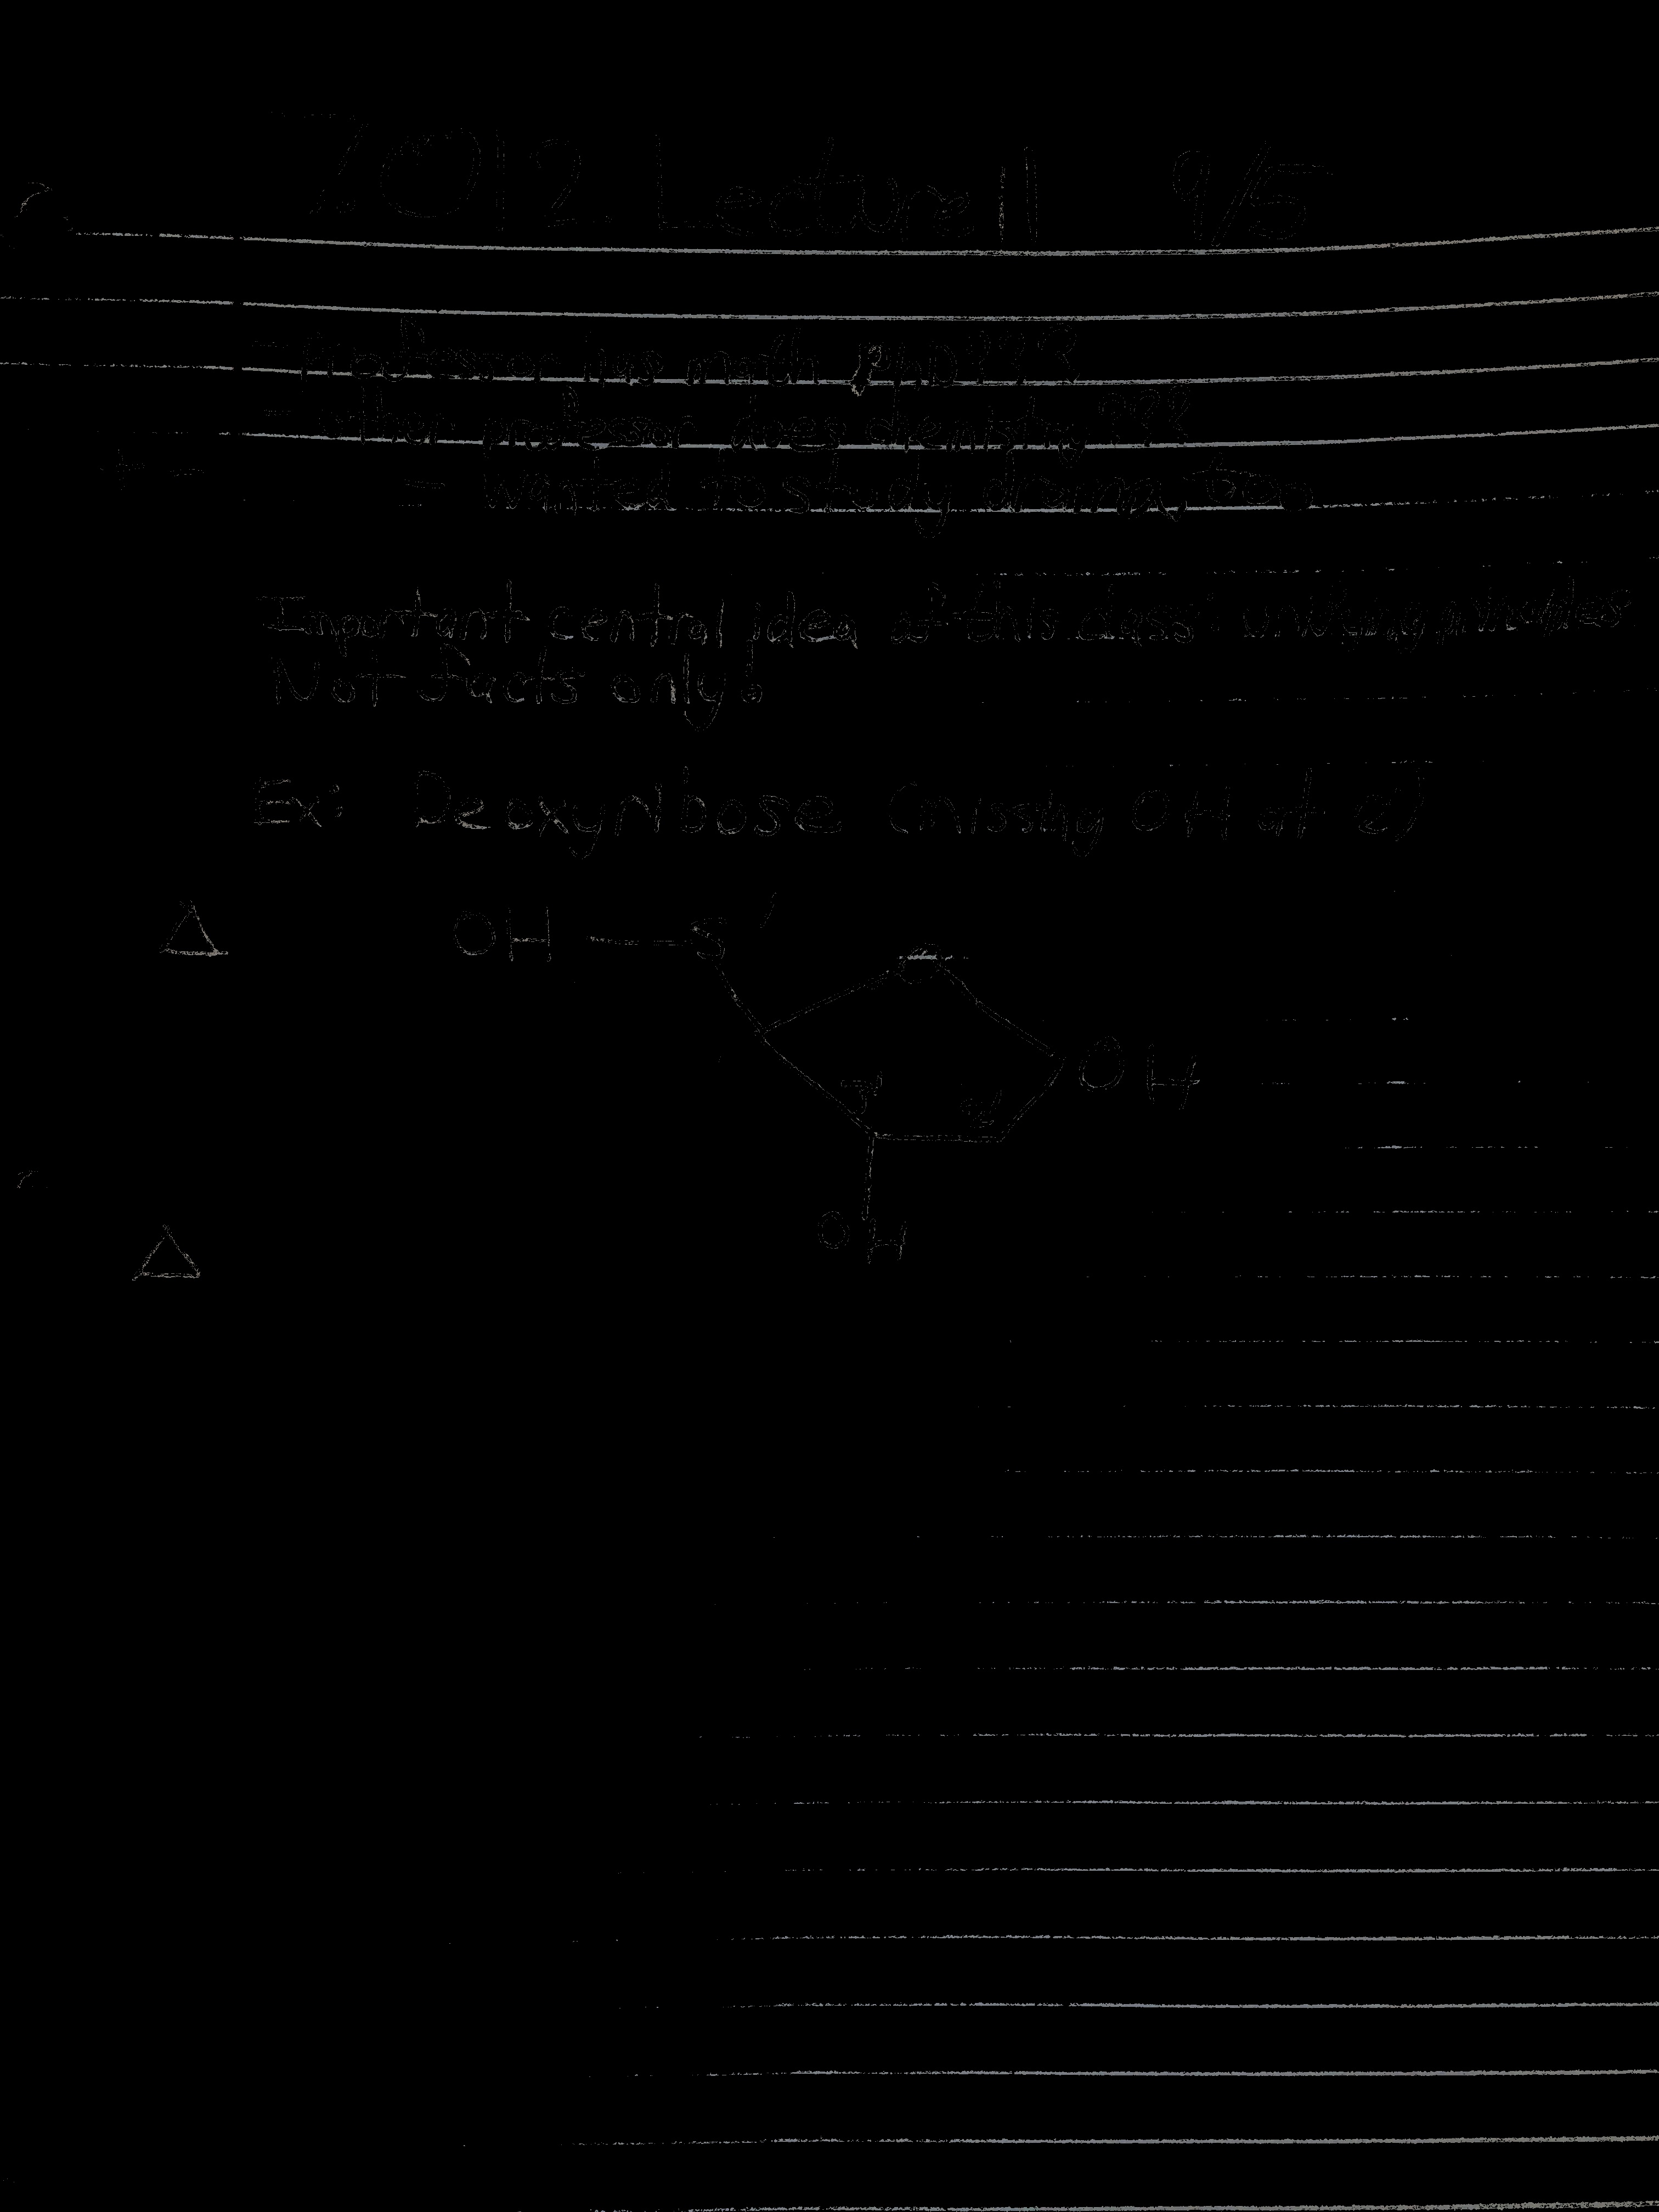 7.012 Lecture 1 9/5
- Professor has math PhD???
- other professor does chemistry???
- wanted to study drama, too
Important central idea of this class: unifying principles
Not facts only!
Ex: Deoxyribose (missing OH at 2')
OH — 5'
O
OH
3' 2'
OH